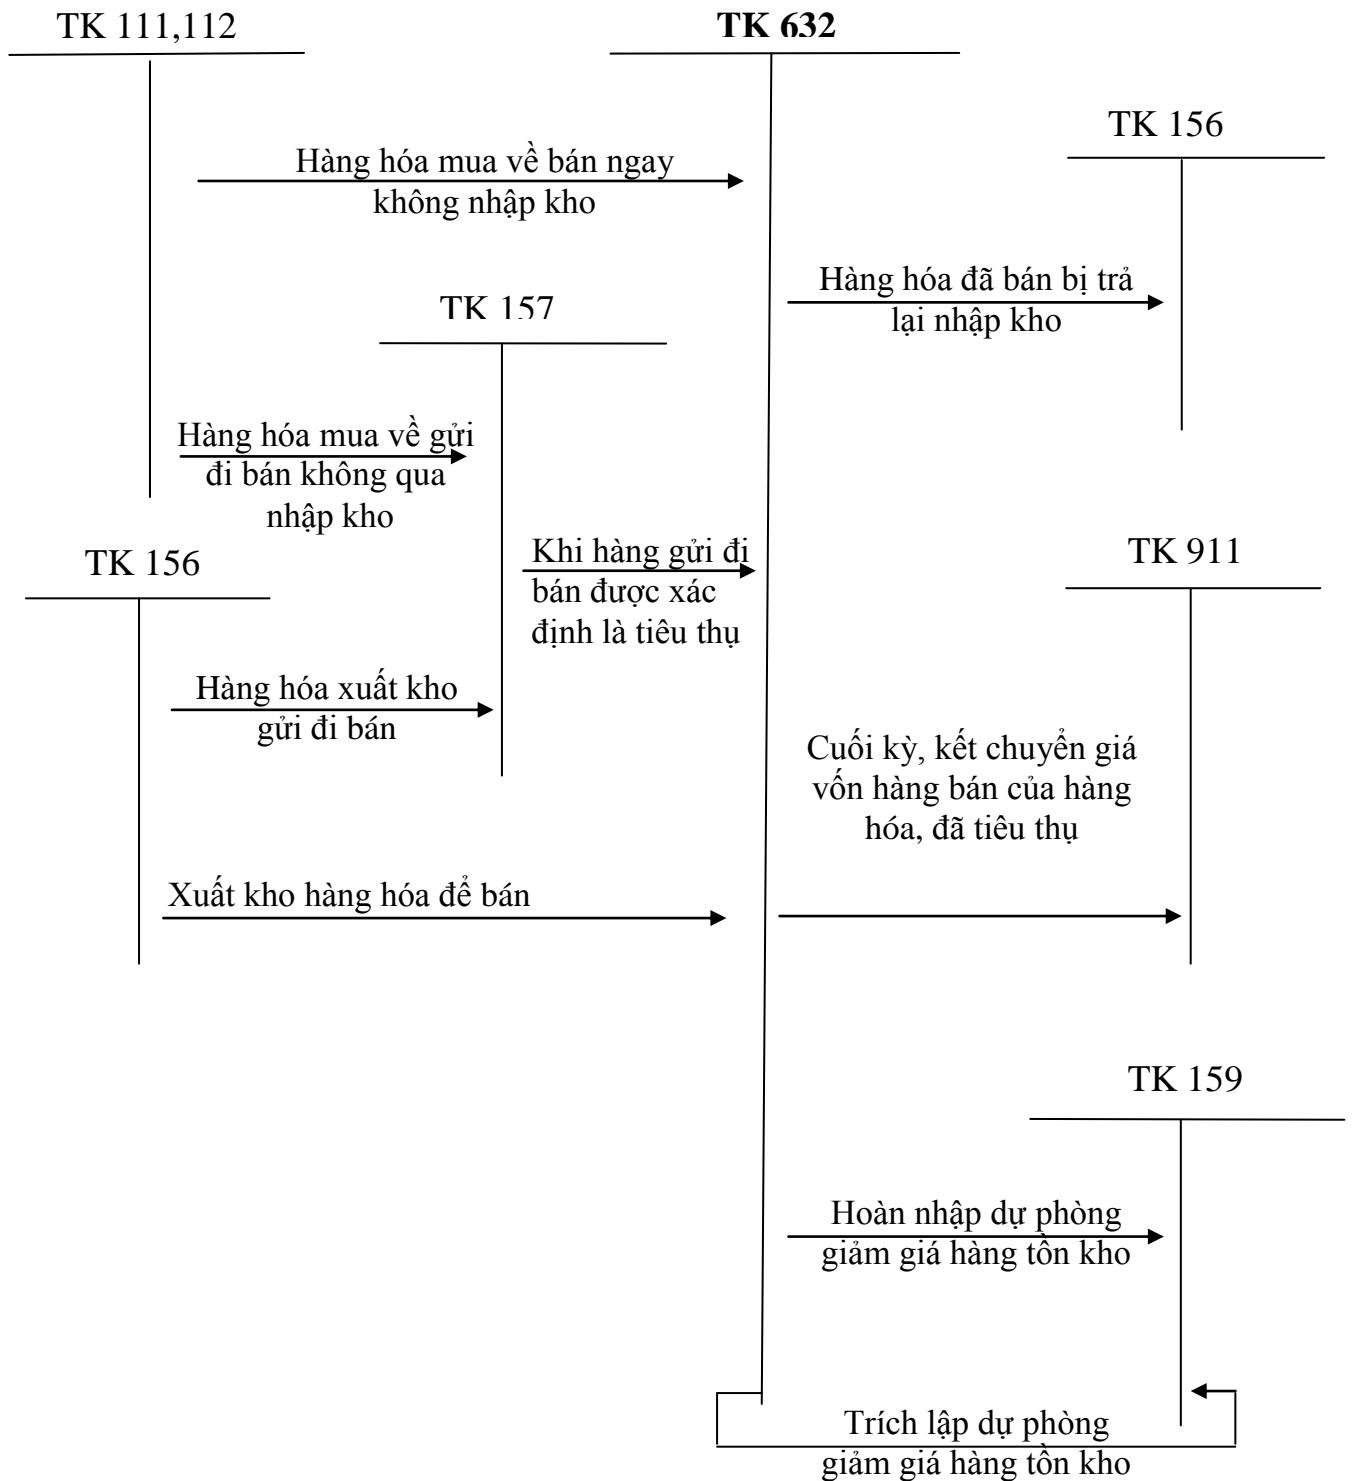 TK 111,112
TK 632
TK 156
Hàng hóa mua về bán ngay
không nhập kho
Hàng hóa đã bán bị trả
lại nhập kho
TK 157
Hàng hóa mua về gửi
đi bán không qua
nhập kho
Khi hàng gửi đi
bán được xác
định là tiêu thụ
TK 156
TK 911
Hàng hóa xuất kho
gửi đi bán
Cuối kỳ, kết chuyển giá
vốn hàng bán của hàng
hóa, đã tiêu thụ
Xuất kho hàng hóa để bán
TK 159
Hoàn nhập dự phòng
giảm giá hàng tồn kho
Trích lập dự phòng
giảm giá hàng tồn kho